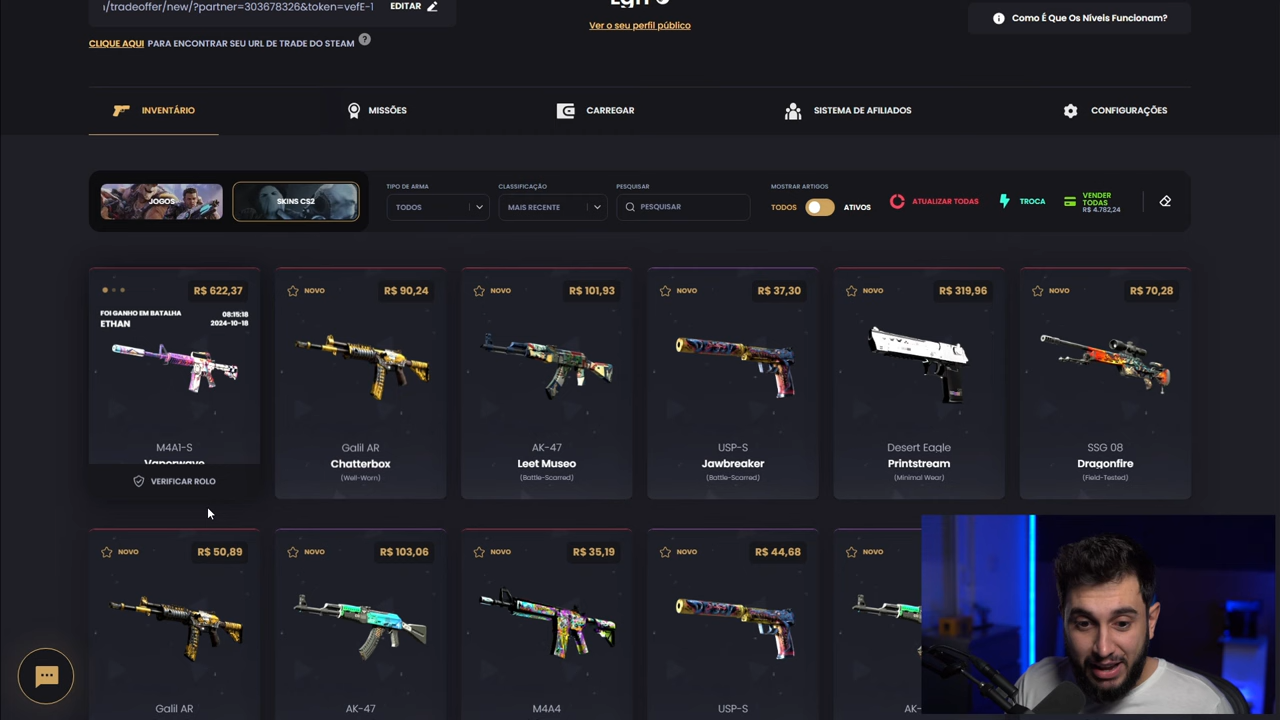 ı/tradeoffer/new/?partner=303678326&token=vefE-1
EDITAR
Ver o seu perfil público
Como É Que Os Níveis Funcionam?
CLIQUE AQUI PARA ENCONTRAR SEU URL DE TRADE DO STEAM ?
INVENTÁRIO
MISSÕES
CARREGAR
SISTEMA DE AFILIADOS
CONFIGURAÇÕES
JOGOS
SKINS CS2
TIPO DE ARMA
TODOS
CLASSIFICAÇÃO
MAIS RECENTE
PESQUISAR
PESQUISAR
MOSTRAR ARTIGOS
TODOS
ATIVOS
ATUALIZAR TODAS
TROCA
VENDER
TODAS
R$ 4.782,24
R$ 622,37
FOI GANHO EM BATALHA
ETHAN
08:15:18
2024-10-18
M4A1-S
Vaporwave
VERIFICAR ROLO
NOVO
R$ 90,24
Galil AR
Chatterbox
(Well-Worn)
NOVO
R$ 101,93
AK-47
Leet Museo
(Battle-Scarred)
NOVO
R$ 37,30
USP-S
Jawbreaker
(Battle-Scarred)
NOVO
R$ 319,96
Desert Eagle
Printstream
(Minimal Wear)
NOVO
R$ 70,28
SSG 08
Dragonfire
(Field-Tested)
NOVO
R$ 50,89
Galil AR
NOVO
R$ 103,06
AK-47
NOVO
R$ 35,19
M4A4
NOVO
R$ 44,68
USP-S
NOVO
AK-